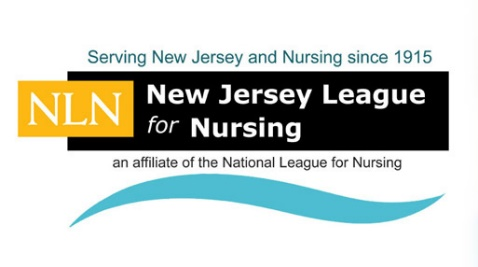 Serving New Jersey and Nursing since 1915
NLN
New Jersey League
for Nursing
an affiliate of the National League for Nursing